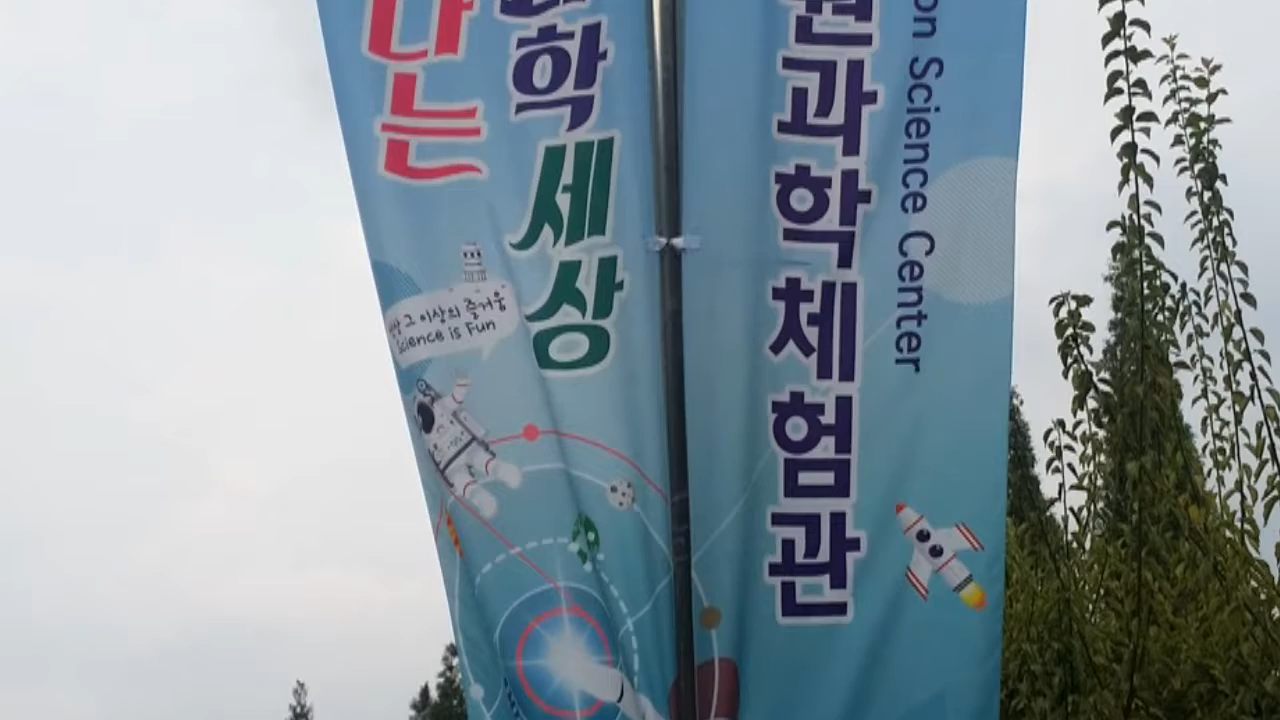 나는
학세상
상 그 이상의 즐거움
Science is Fun
원과학체험관
on Science Center